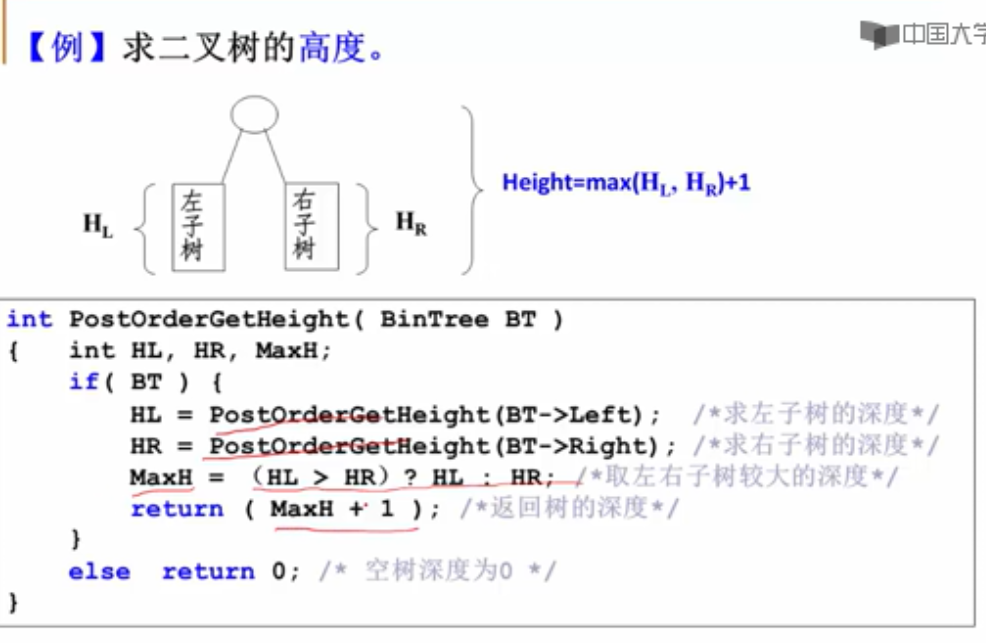 【例】求二叉树的高度。
中国大学
左子树
右子树
HL
HR
Height=max(HL, HR)+1
int PostOrderGetHeight( BinTree BT )
{ int HL, HR, MaxH;
if( BT ) {
HL = PostOrderGetHeight(BT->Left); /*求左子树的深度*/
HR = PostOrderGetHeight(BT->Right); /*求右子树的深度*/
MaxH = （HL > HR）? HL : HR; /*取左右子树较大的深度*/
return ( MaxH + 1 ); /*返回树的深度*/
}
else return 0; /* 空树深度为0 */
}